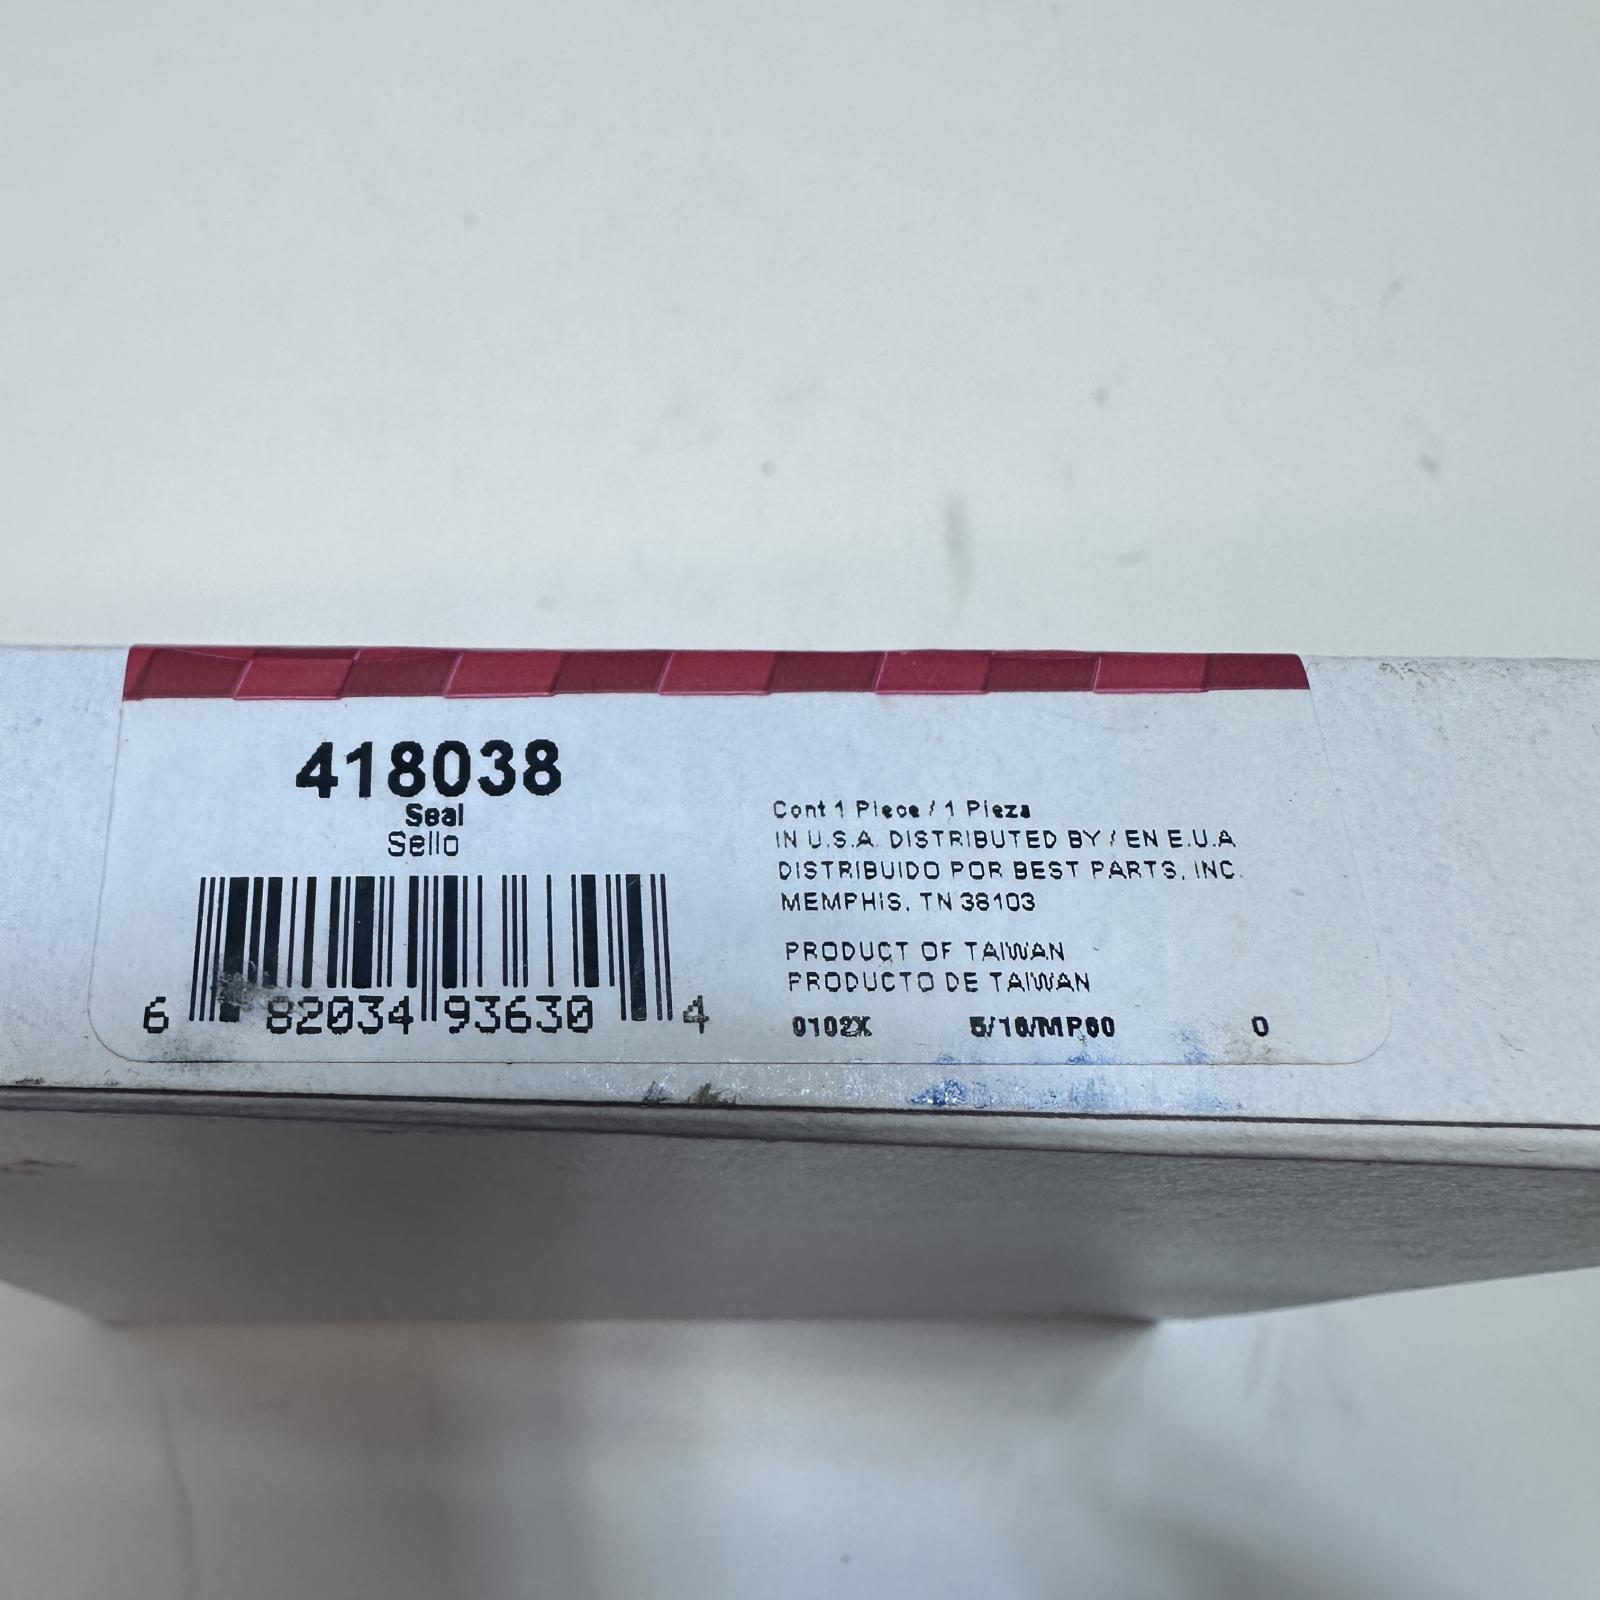 418038
Seal
Sello
6 82034 93630 4
Cont 1 Piece / 1 Pieza
IN U.S.A. DISTRIBUTED BY / EN E.U.A
DISTRIBUIDO POR BEST PARTS, INC.
MEMPHIS, TN 38103
PRODUCT OF TAIWAN
PRODUCTO DE TAIWAN
0102X 0